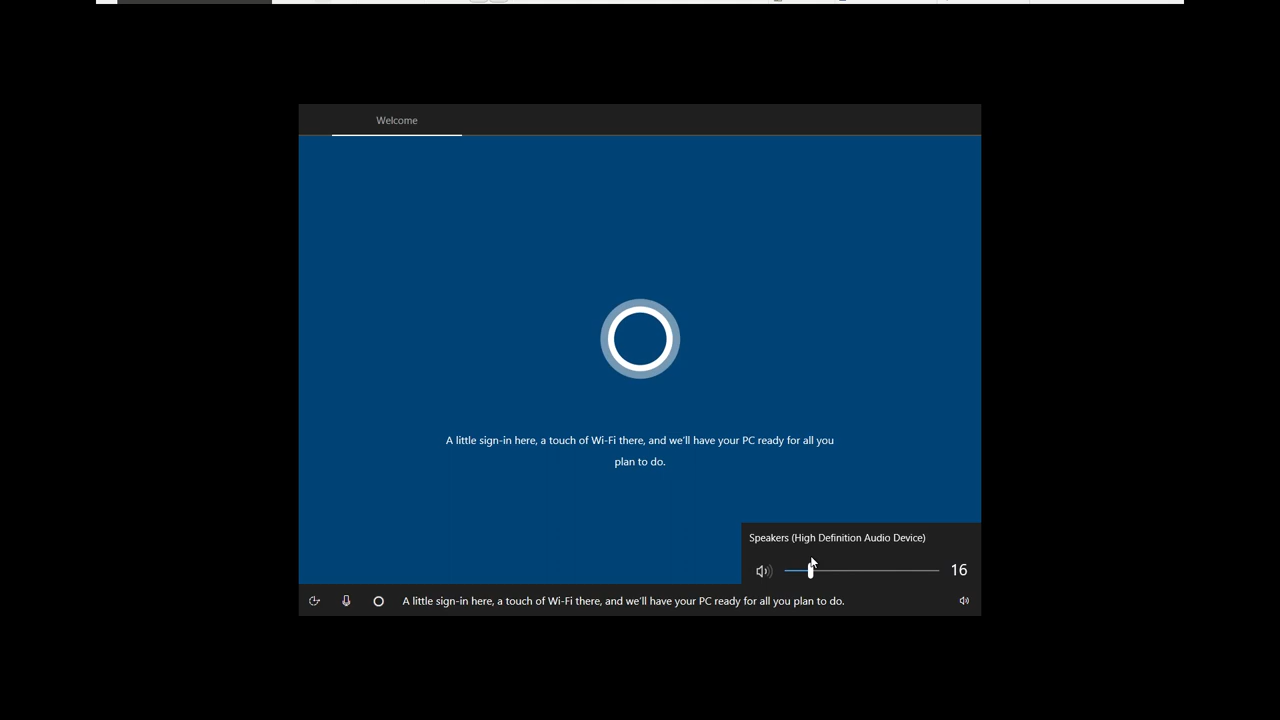 Welcome
A little sign-in here, a touch of Wi-Fi there, and we'll have your PC ready for all you
plan to do.
Speakers (High Definition Audio Device)
16
A little sign-in here, a touch of Wi-Fi there, and we'll have your PC ready for all you plan to do.